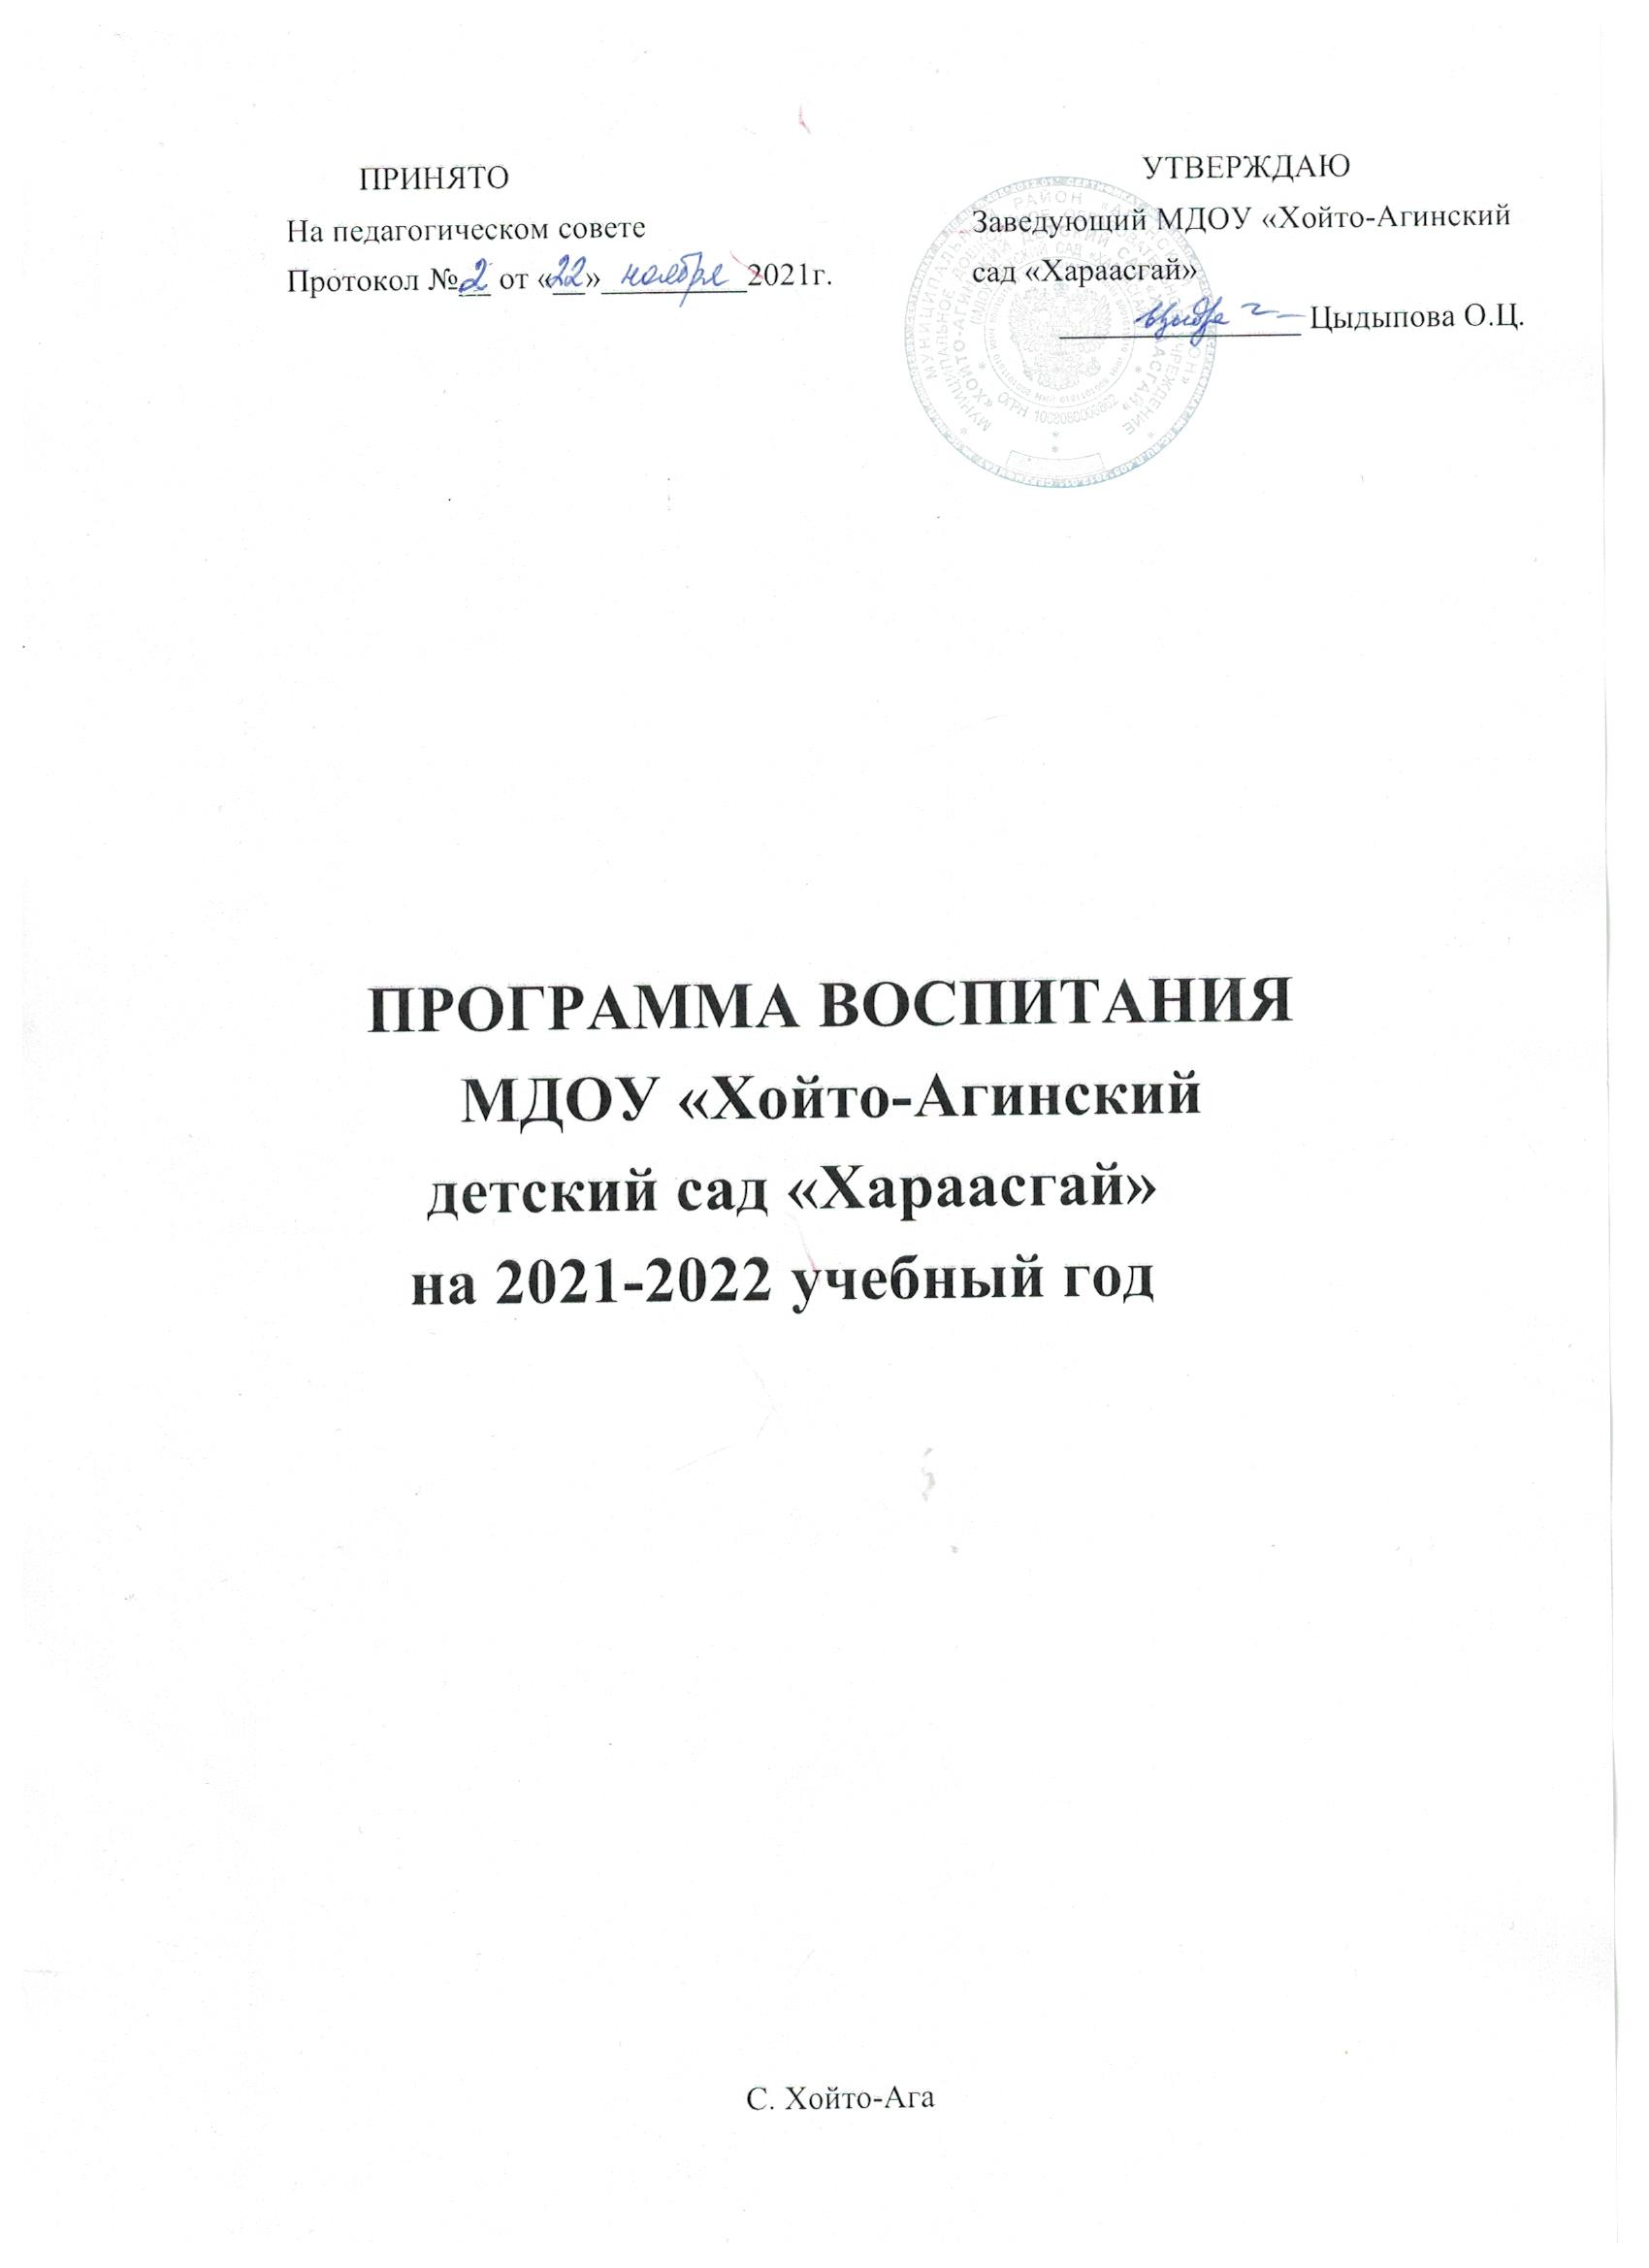 ПРИНЯТО
На педагогическом совете
Протокол №2 от «22» ноября 2021г.
УТВЕРЖДАЮ
Заведующий МДОУ «Хойто-Агинский
сад «Хараасгай»
Цыдыпова О.Ц.
ПРОГРАММА ВОСПИТАНИЯ
МДОУ «Хойто-Агинский
детский сад «Хараасгай»
на 2021-2022 учебный год
С. Хойто-Ага